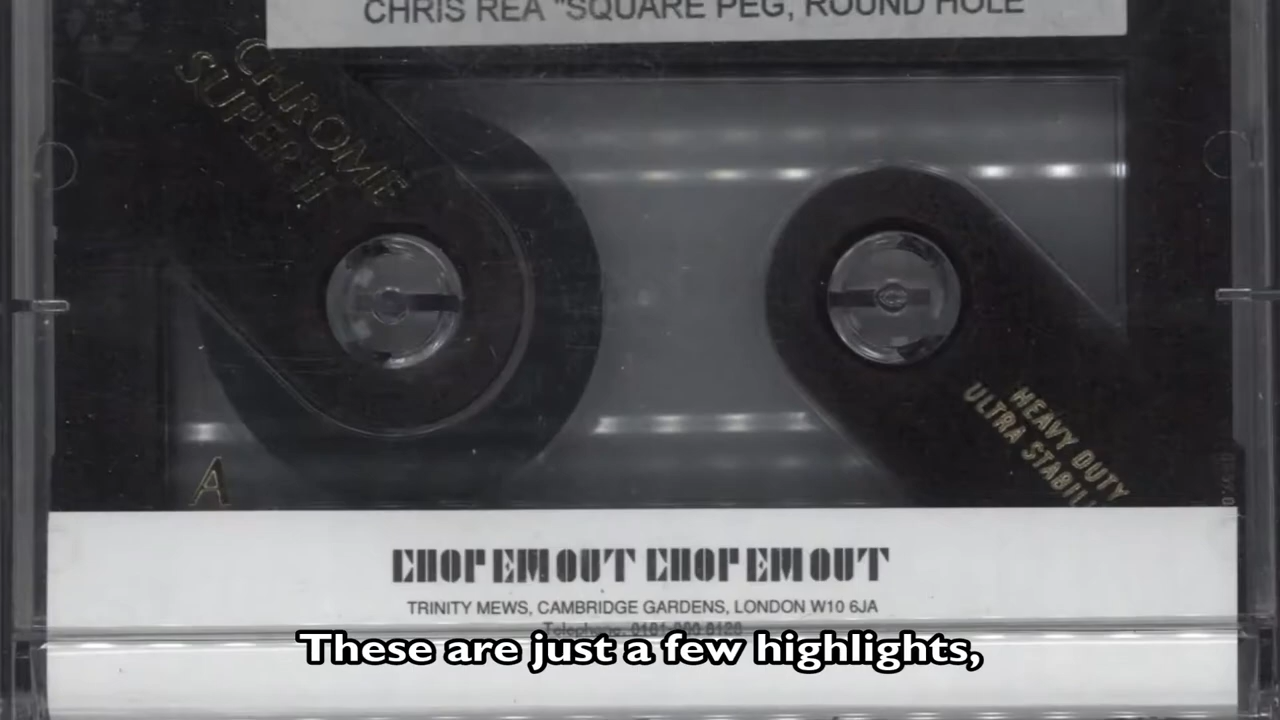 CHRIS REA "SQUARE PEG, ROUND HOLE
CHROME
SUPER II
HEAVY DUTY
ULTRA STABIL
A
CHOP EM OUT CHOP EM OUT
TRINITY MEWS, CAMBRIDGE GARDENS, LONDON W10 6JA
Telephone:
These are just a few highlights,